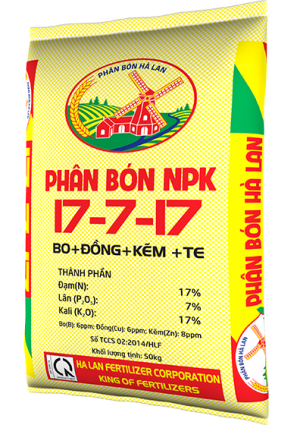 PHÂN BÓN HÀ LAN
PHÂN BÓN NPK
17-7-17
BO+ĐỒNG+KẼM +TE
THÀNH PHẦN
Đạm(N): 17%
Lân (P₂O₅): 7%
Kali (K₂O): 17%
Bo(B): 6ppm; Đồng(Cu): 6ppm; Kẽm(Zn): 8ppm
Số TCCS 02:2014/HLF
Khối lượng tịnh: 50kg
HA LAN FERTILIZER CORPORATION
KING OF FERTILIZERS
PHÂN BÓN HÀ LAN